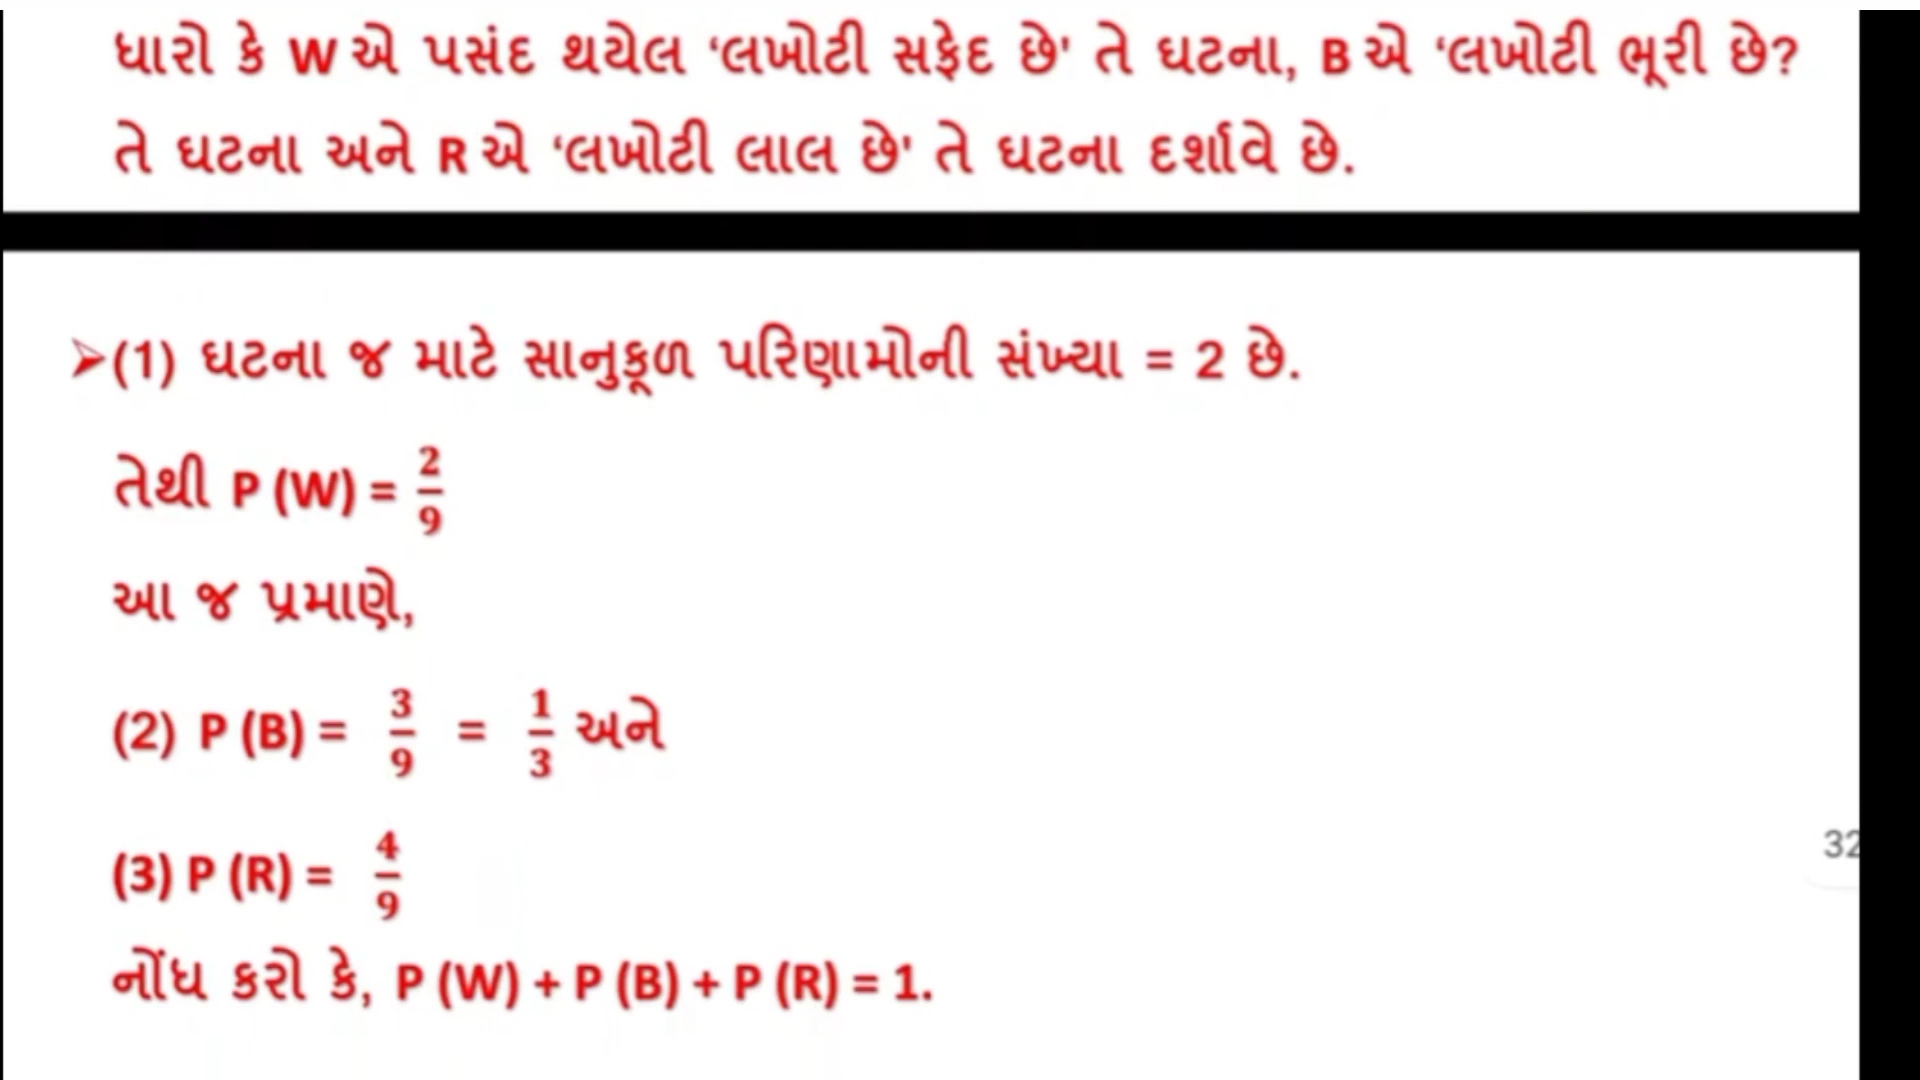 ધારો કે W એ પસંદ થયેલ ‘લખોટી સફેદ છે' તે ઘટના, B એ ‘લખોટી ભૂરી છે?
તે ઘટના અને R એ ‘લખોટી લાલ છે' તે ઘટના દર્શાવે છે.
➢(1) ઘટના જ માટે સાનુકૂળ પરિણામોની સંખ્યા = 2 છે.
તેથી P (W) = 2/9
આ જ પ્રમાણે,
(2) P (B) = 3/9 = 1/3 અને
(3) P (R) = 4/9
નોંધ કરો કે, P (W) + P (B) + P (R) = 1.
32